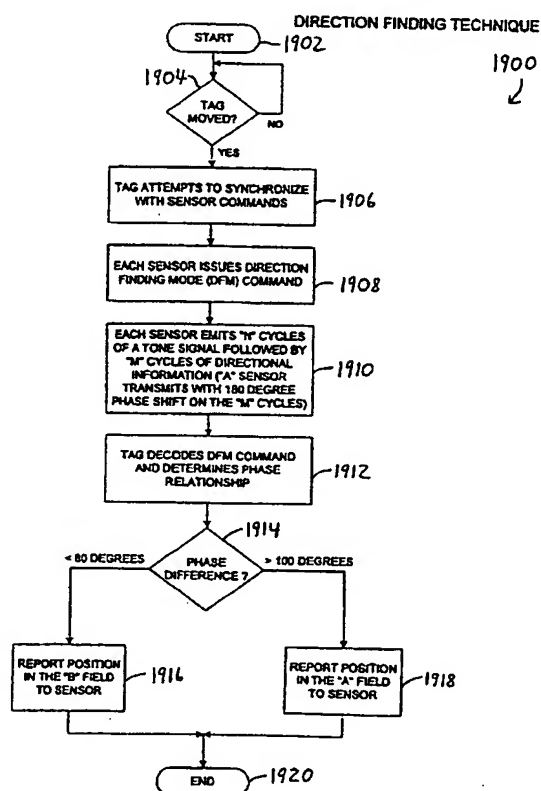 DIRECTION FINDING TECHNIQUE
1900
START
1902
1904
TAG
MOVED?
NO
YES
TAG ATTEMPTS TO SYNCHRONIZE
WITH SENSOR COMMANDS
1906
EACH SENSOR ISSUES DIRECTION
FINDING MODE (DFM) COMMAND
1908
EACH SENSOR EMITS "N" CYCLES
OF A TONE SIGNAL FOLLOWED BY
"M" CYCLES OF DIRECTIONAL
INFORMATION ("A" SENSOR
TRANSMITS WITH 180 DEGREE
PHASE SHIFT ON THE "M" CYCLES)
1910
TAG DECODES DFM COMMAND
AND DETERMINES PHASE
RELATIONSHIP
1912
1914
< 80 DEGREES
PHASE
DIFFERENCE ?
> 100 DEGREES
REPORT POSITION
IN THE "B" FIELD
TO SENSOR
1916
REPORT POSITION
IN THE "A" FIELD
TO SENSOR
1918
END
1920